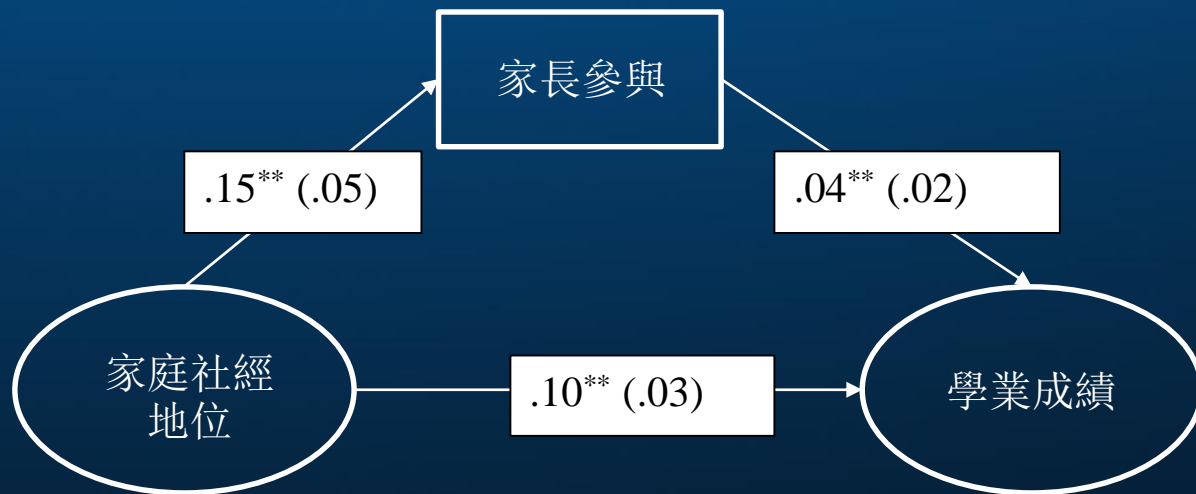 家長參與
.15** (.05)
.04** (.02)
家庭社經
地位
.10** (.03)
學業成績